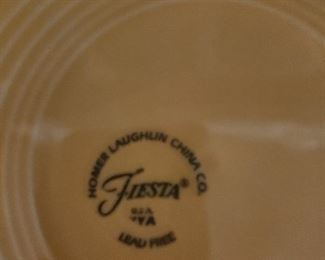 HOMER LAUGHLIN CHINA CO.
FIESTA®
U.S.A.
LEAD FREE